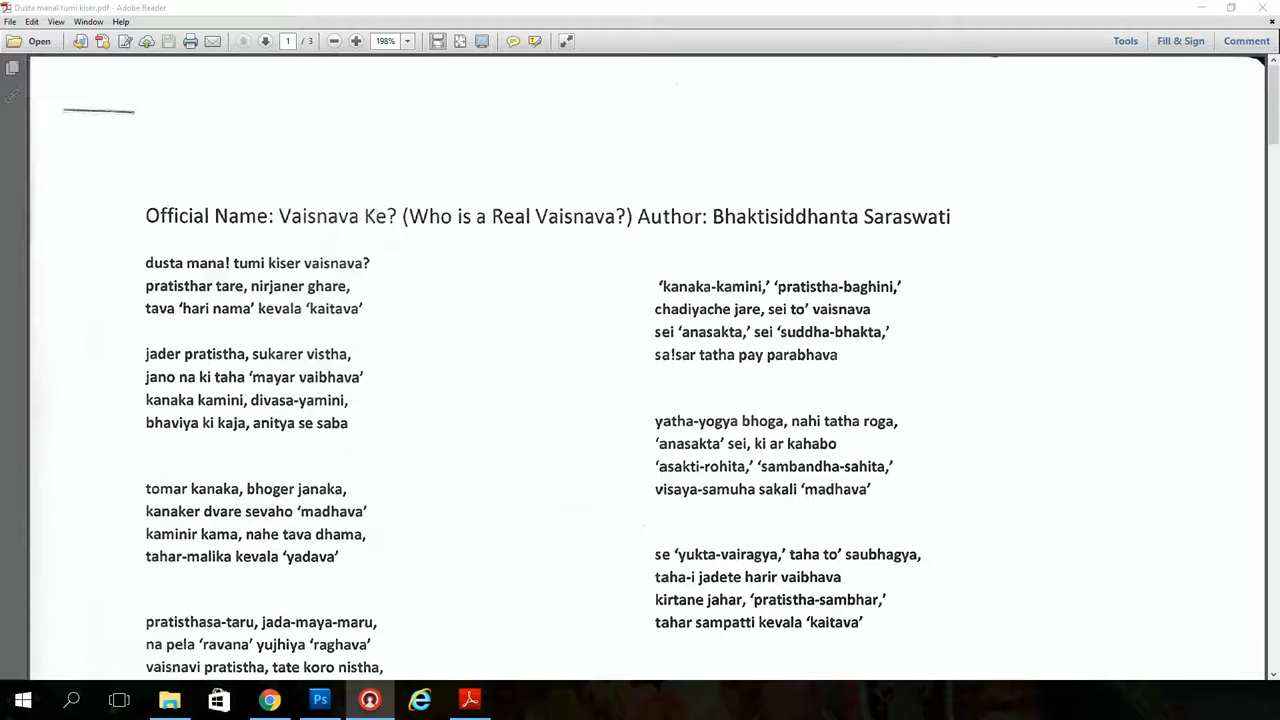 Dusta manal tumi kiser.pdf - Adobe Reader
File Edit View Window Help
Open 1 / 3 198% Tools Fill & Sign Comment
Official Name: Vaisnava Ke? (Who is a Real Vaisnava?) Author: Bhaktisiddhanta Saraswati
dusta mana! tumi kiser vaisnava?
pratisthar tare, nirjaner ghare,
tava ‘hari nama’ kevala ‘kaitava’
jader pratistha, sukarer vistha,
jano na ki taha ‘mayar vaibhava’
kanaka kamini, divasa-yamini,
bhaviya ki kaja, anitya se saba
tomar kanaka, bhoger janaka,
kanaker dvare sevaho ‘madhava’
kaminir kama, nahe tava dhama,
tahar-malika kevala ‘yadava’
pratisthasa-taru, jada-maya-maru,
na pela ‘ravana’ yujhiya ‘raghava’
vaisnavi pratistha, tate koro nistha,
‘kanaka-kamini,’ ‘pratistha-baghini,’
chadiyache jare, sei to’ vaisnava
sei ‘anasakta,’ sei ‘suddha-bhakta,’
sa!sar tatha pay parabhava
yatha-yogya bhoga, nahi tatha roga,
‘anasakta’ sei, ki ar kahabo
‘asakti-rohita,’ ‘sambandha-sahita,’
visaya-samuha sakali ‘madhava’
se ‘yukta-vairagya,’ taha to’ saubhagya,
taha-i jadete harir vaibhava
kirtane jahar, ‘pratistha-sambhar,’
tahar sampatti kevala ‘kaitava’
Ps